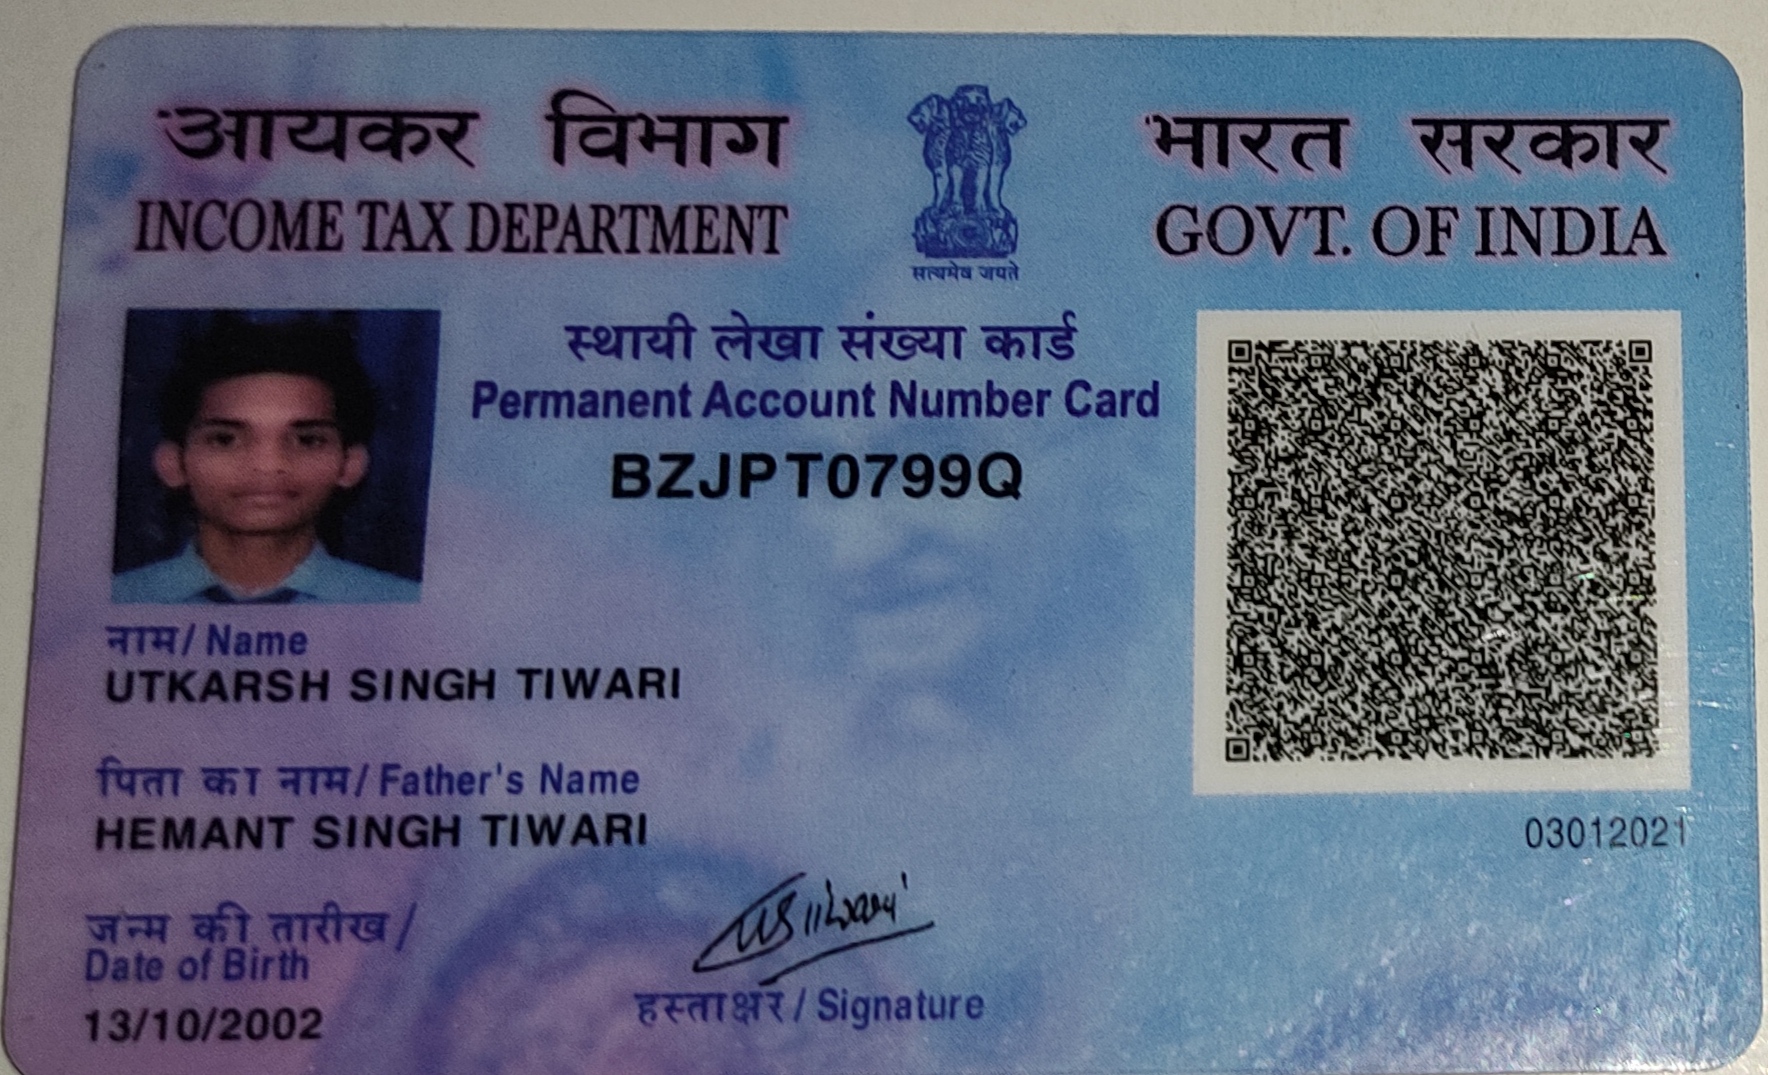 आयकर विभाग
INCOME TAX DEPARTMENT
सत्यमेव जयते
भारत सरकार
GOVT. OF INDIA
स्थायी लेखा संख्या कार्ड
Permanent Account Number Card
BZJPT0799Q
नाम/ Name
UTKARSH SINGH TIWARI
पिता का नाम/ Father's Name
HEMANT SINGH TIWARI
03012021
जन्म की तारीख/
Date of Birth
13/10/2002
हस्ताक्षर/ Signature